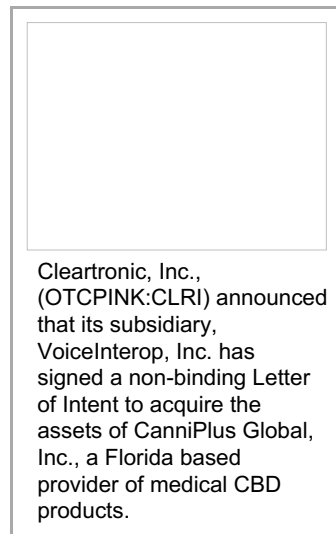 Cleartronic, Inc.,
(OTCPINK:CLRI) announced
that its subsidiary,
VoiceInterop, Inc. has
signed a non-binding Letter
of Intent to acquire the
assets of CanniPlus Global,
Inc., a Florida based
provider of medical CBD
products.